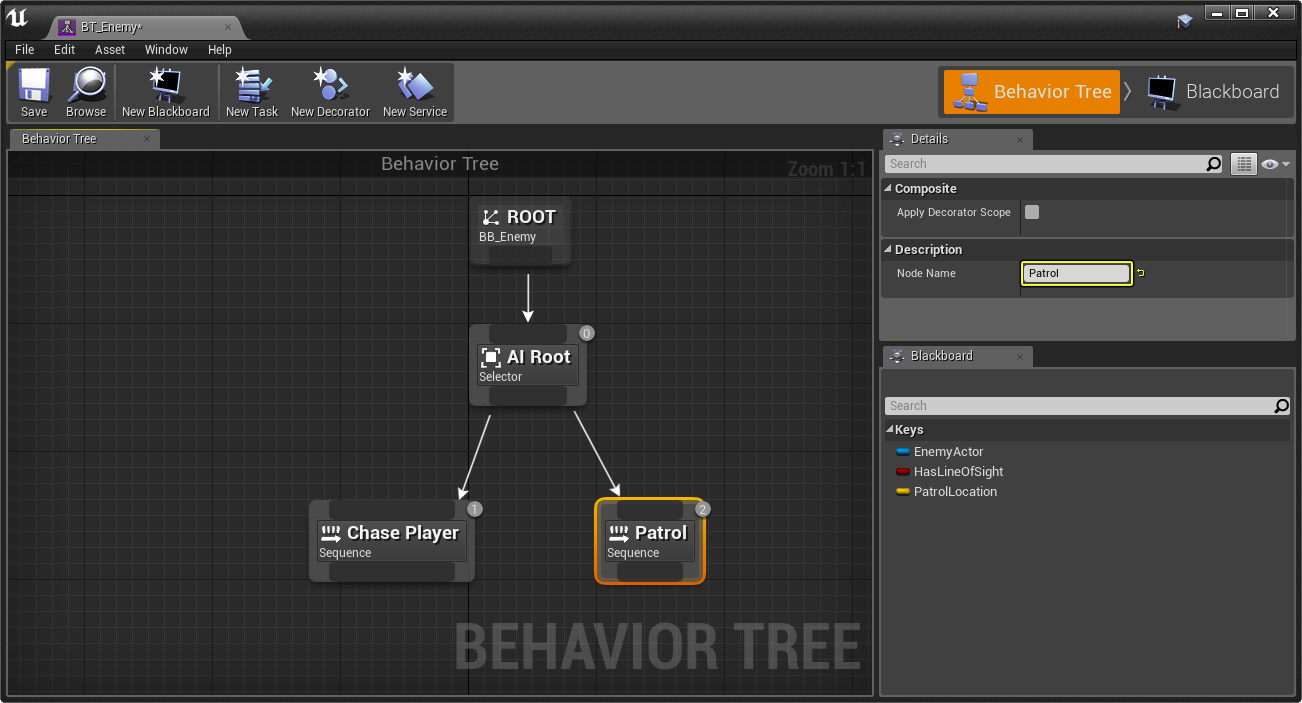 BT_Enemy*
File Edit Asset Window Help
Save Browse New Blackboard New Task New Decorator New Service
Behavior Tree Blackboard
Behavior Tree
Behavior Tree
Zoom 1:1
ROOT
BB_Enemy
0
AI Root
Selector
1
Chase Player
Sequence
2
Patrol
Sequence
BEHAVIOR TREE
Details
Search
Composite
Apply Decorator Scope
Description
Node Name Patrol
Blackboard
Search
Keys
EnemyActor
HasLineOfSight
PatrolLocation